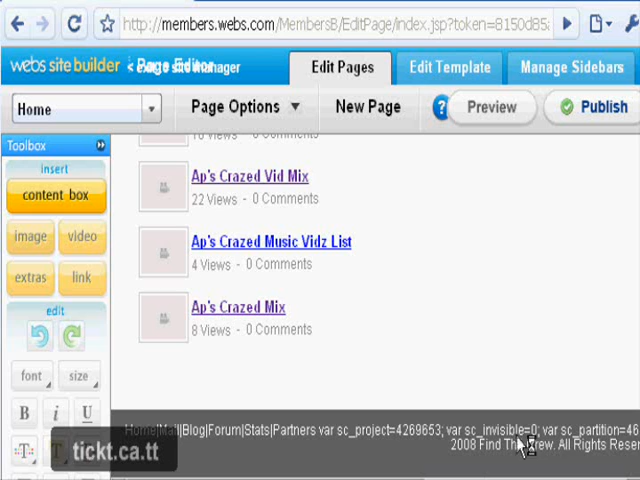 http://members.webs.com/MembersB/EditPage/index.jsp?token=8150d85
webs site builder
Edit Pages
Edit Template
Manage Sidebars
Home
Page Options
New Page
?
Preview
Publish
Toolbox
insert
content box
image
video
extras
link
edit
font
size
B
i
U
T
Views - 0 Comments
Ap's Crazed Vid Mix
22 Views - 0 Comments
Ap's Crazed Music Vidz List
4 Views - 0 Comments
Ap's Crazed Mix
8 Views - 0 Comments
Home|Mail|Blog|Forum|Stats|Partners var sc_project=4269653; var sc_invisible=0; var sc_partition=46
2008 Find The Crew. All Rights Reser
tickt.ca.tt